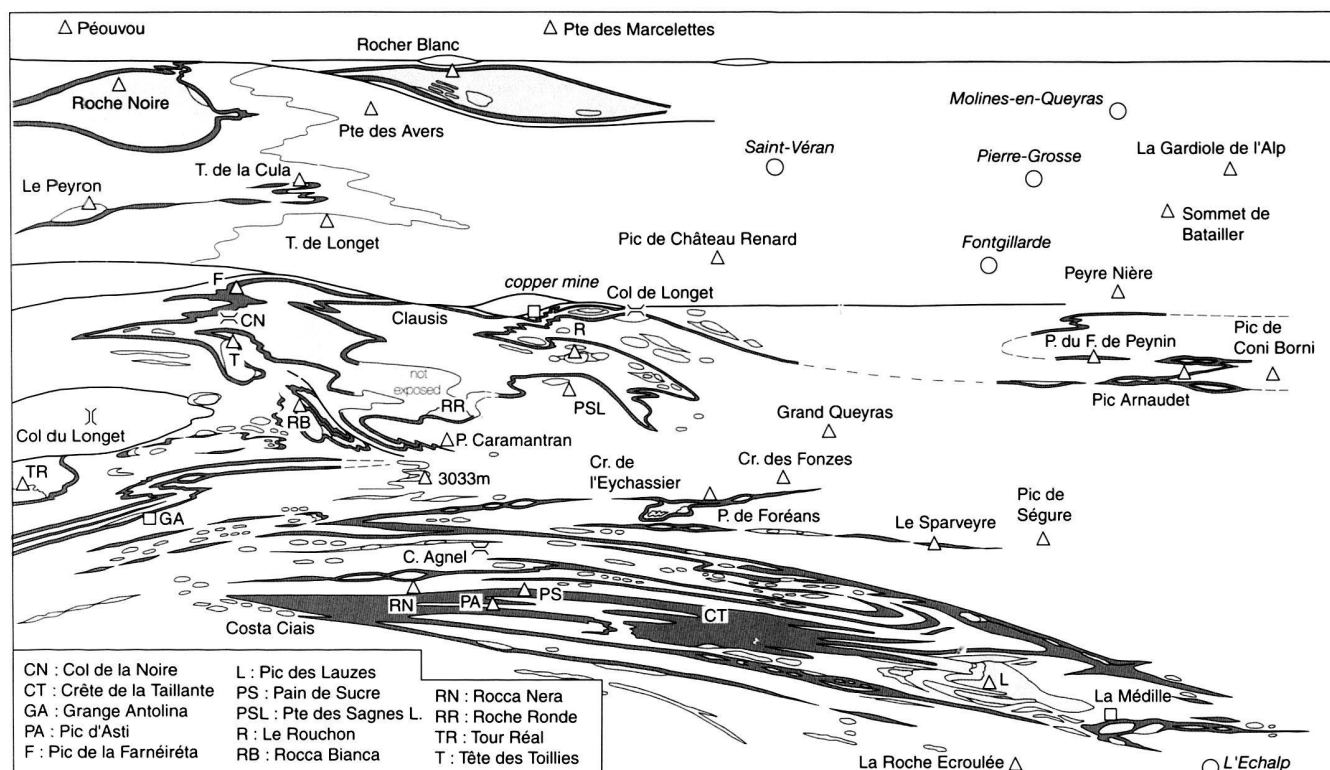 Péouvou
Pte des Marcelettes
Rocher Blanc
Roche Noire
Pte des Avers
Molines-en-Queyras
Saint-Véran
Pierre-Grosse
La Gardiole de l'Alp
T. de la Cula
Le Peyron
T. de Longet
Sommet de
Batailler
Pic de Château Renard
Fontgillarde
F
copper mine
Col de Longet
Peyre Nière
CN
Clausis
R
P. du F. de Peynin
Pic de
Coni Borni
T
not
exposed
RR
PSL
Pic Arnaudet
RB
Col du Longet
P. Caramantran
Grand Queyras
TR
3033m
Cr. de
l'Eychassier
Cr. des Fonzes
GA
P. de Foréans
Le Sparveyre
Pic de
Ségure
C. Agnel
RN
PA
PS
CT
Costa Ciais
L
La Médille
La Roche Ecroulée
L'Echalp
CN : Col de la Noire
CT : Crête de la Taillante
GA : Grange Antolina
PA : Pic d'Asti
F : Pic de la Farnéiréta
L : Pic des Lauzes
PS : Pain de Sucre
PSL : Pte des Sagnes L.
R : Le Rouchon
RB : Rocca Bianca
RN : Rocca Nera
RR : Roche Ronde
TR : Tour Réal
T : Tête des Toillies